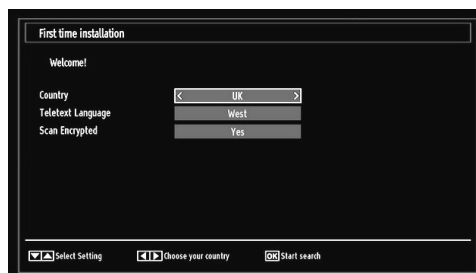 First time installation
Welcome!
Country < UK >
Teletext Language West
Scan Encrypted Yes
Select Setting Choose your country OK Start search